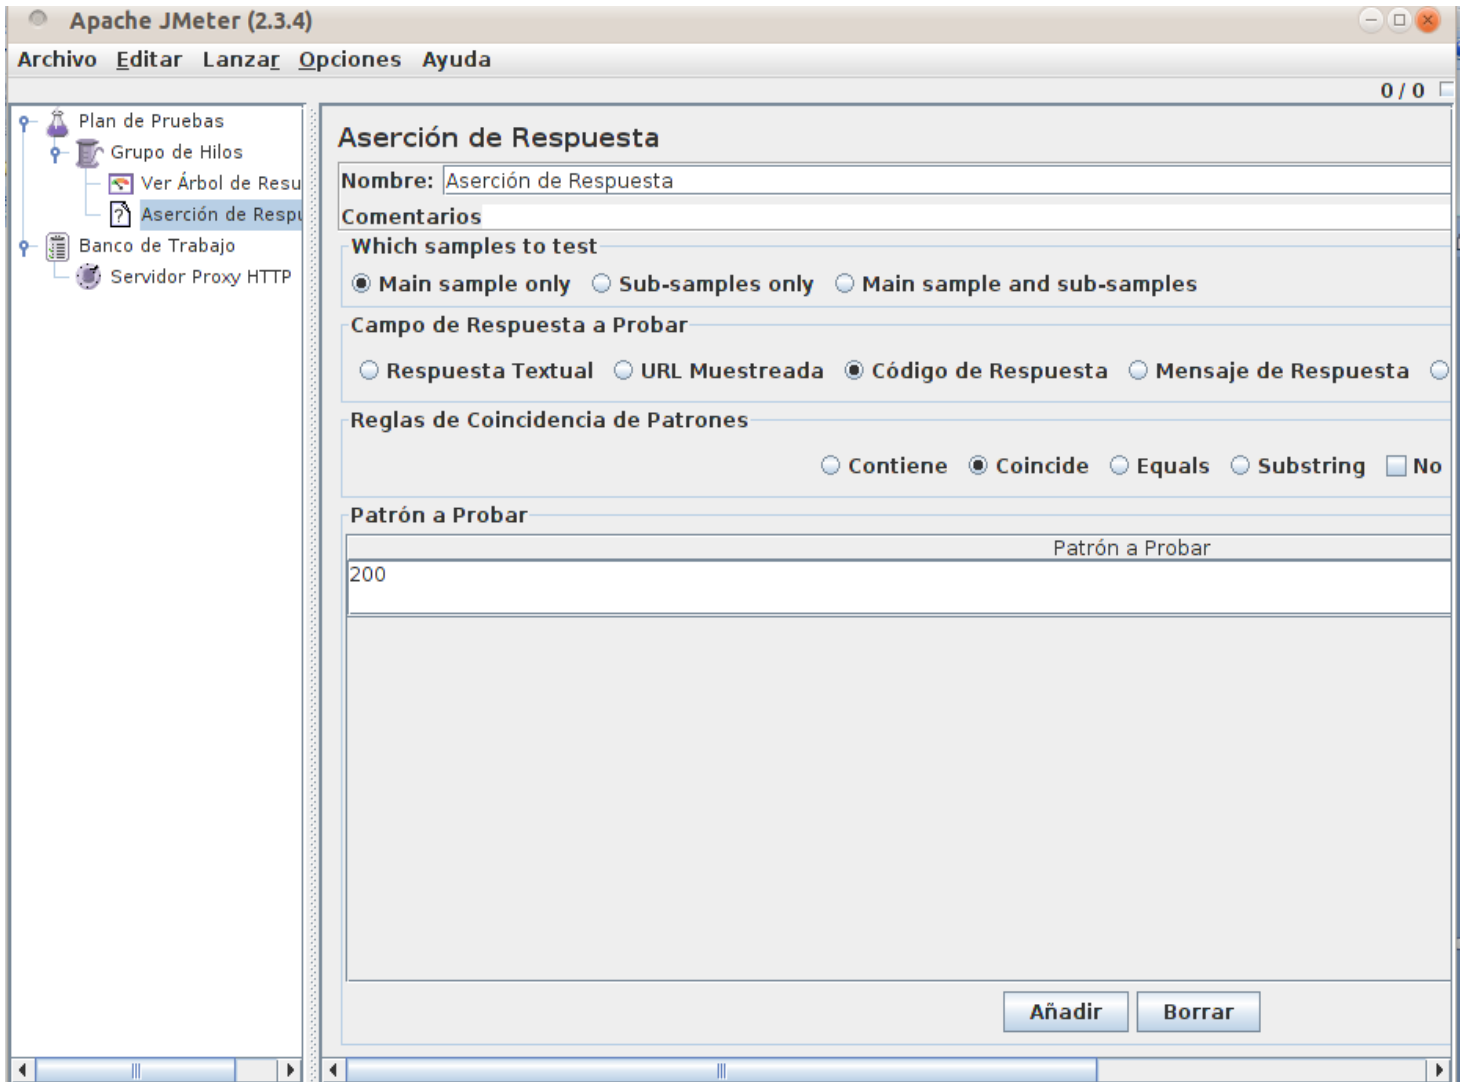 Apache JMeter (2.3.4)
Archivo Editar Lanzar Opciones Ayuda
0 / 0
Plan de Pruebas
Grupo de Hilos
Ver Árbol de Resu
Aserción de Respu
Banco de Trabajo
Servidor Proxy HTTP
Aserción de Respuesta
Nombre: Aserción de Respuesta
Comentarios
Which samples to test
Main sample only Sub-samples only Main sample and sub-samples
Campo de Respuesta a Probar
Respuesta Textual URL Muestreada Código de Respuesta Mensaje de Respuesta
Reglas de Coincidencia de Patrones
Contiene Coincide Equals Substring No
Patrón a Probar
Patrón a Probar
200
Añadir Borrar